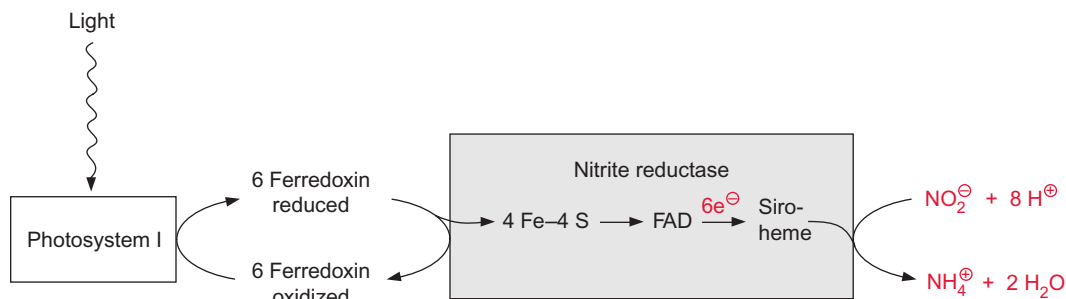 Light
Nitrite reductase
6 Ferredoxin
reduced
Photosystem I
4 Fe–4 S
FAD
6e⊖
Siro-
heme
NO₂⊖ + 8 H⊕
6 Ferredoxin
oxidized
NH₄⊕ + 2 H₂O